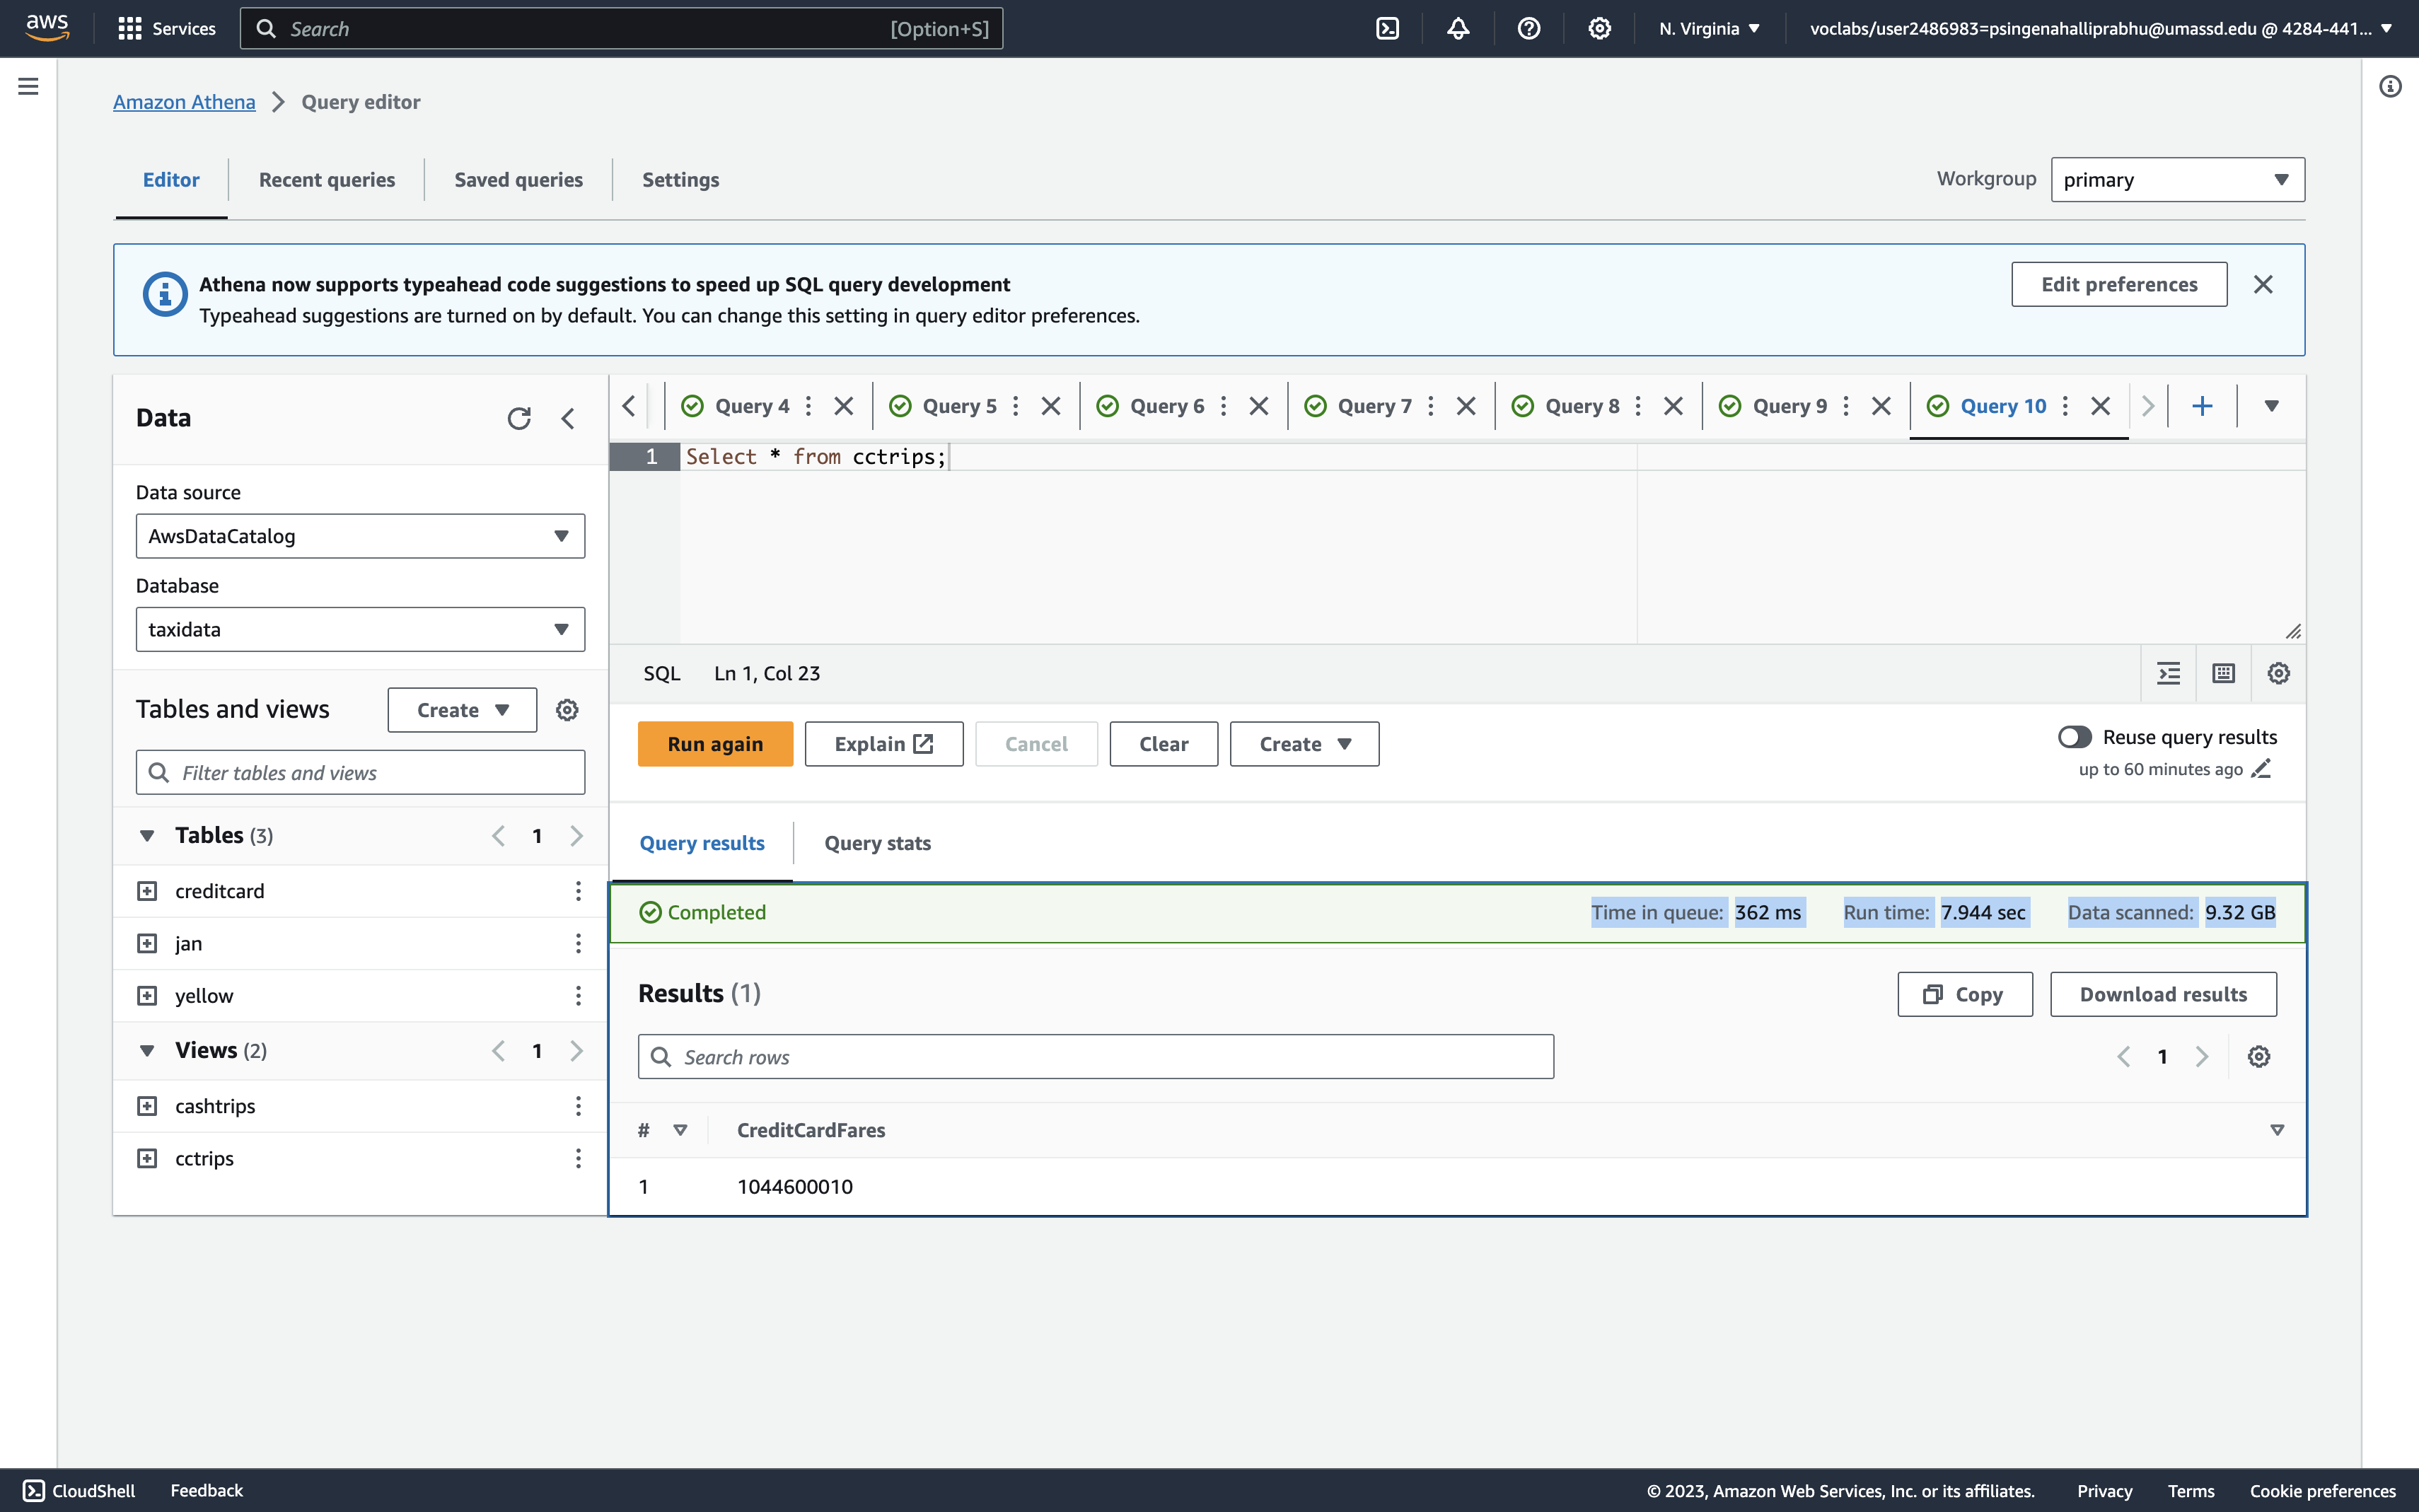 aws Services Search [Option+S] N. Virginia voclabs/user2486983=psingenahalliprabhu@umassd.edu @ 4284-441...
Amazon Athena Query editor
Editor Recent queries Saved queries Settings Workgroup primary
Athena now supports typeahead code suggestions to speed up SQL query development
Typeahead suggestions are turned on by default. You can change this setting in query editor preferences.
Edit preferences
Data
Data source
AwsDataCatalog
Database
taxidata
Tables and views Create
Filter tables and views
Tables (3) 1
creditcard
jan
yellow
Views (2) 1
cashtrips
cctrips
Query 4 Query 5 Query 6 Query 7 Query 8 Query 9 Query 10
1 Select * from cctrips;
SQL Ln 1, Col 23
Run again Explain Cancel Clear Create Reuse query results
up to 60 minutes ago
Query results Query stats
Completed Time in queue: 362 ms Run time: 7.944 sec Data scanned: 9.32 GB
Results (1) Copy Download results
Search rows 1
# CreditCardFares
1 1044600010
CloudShell Feedback © 2023, Amazon Web Services, Inc. or its affiliates. Privacy Terms Cookie preferences